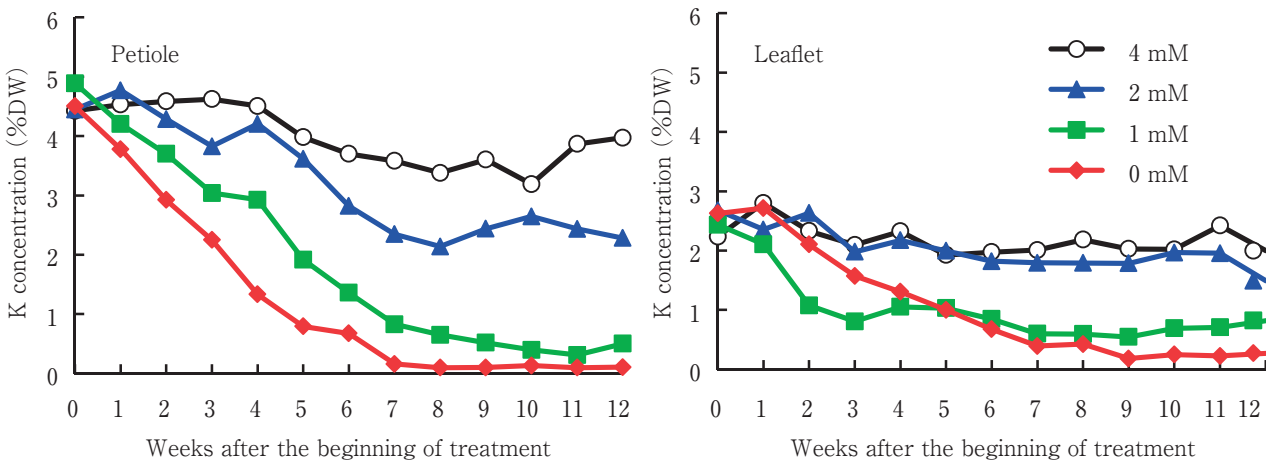 6
5
4
3
2
1
0
K concentration (%DW)
Petiole
0 1 2 3 4 5 6 7 8 9 10 11 12
Weeks after the beginning of treatment
6
5
4
3
2
1
0
K concentration (%DW)
Leaflet
4 mM
2 mM
1 mM
0 mM
0 1 2 3 4 5 6 7 8 9 10 11 12
Weeks after the beginning of treatment